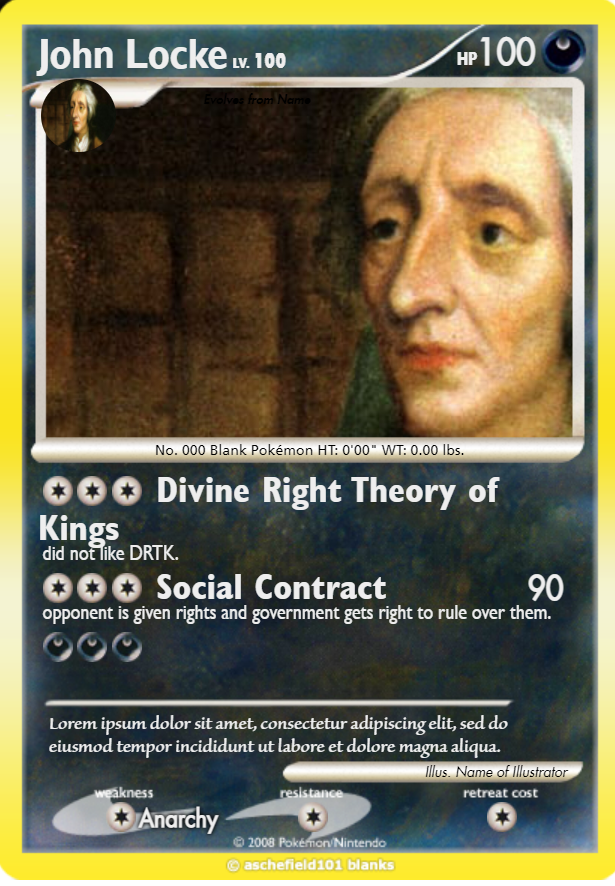 John Locke LV. 100 HP 100
Evolves from Name
No. 000 Blank Pokémon HT: 0'00" WT: 0.00 lbs.
Divine Right Theory of
Kings
did not like DRTK.
Social Contract 90
opponent is given rights and government gets right to rule over them.
Lorem ipsum dolor sit amet, consectetur adipiscing elit, sed do
eiusmod tempor incididunt ut labore et dolore magna aliqua.
Illus. Name of Illustrator
weakness resistance retreat cost
Anarchy
© 2008 Pokémon/Nintendo
© aschefield101 blanks